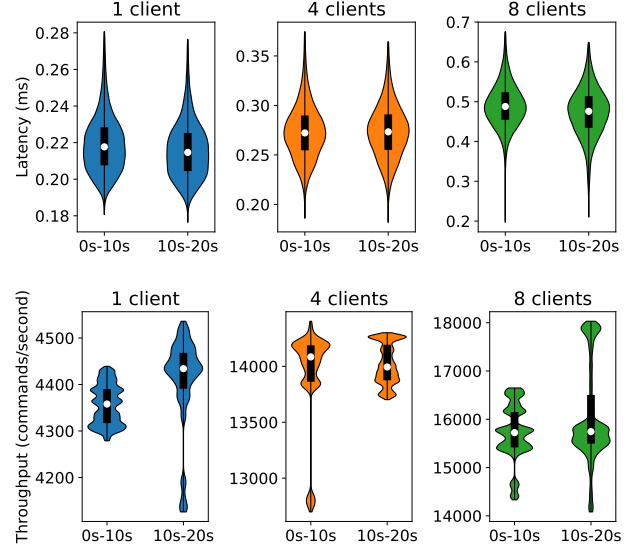 1 client
4 clients
8 clients
Latency (ms)
0.28
0.26
0.24
0.22
0.20
0.18
0.35
0.30
0.25
0.20
0.7
0.6
0.5
0.4
0.3
0.2
0s-10s 10s-20s
0s-10s 10s-20s
0s-10s 10s-20s
1 client
4 clients
8 clients
Throughput (commands/second)
4500
4400
4300
4200
14000
13500
13000
18000
17000
16000
15000
14000
0s-10s 10s-20s
0s-10s 10s-20s
0s-10s 10s-20s